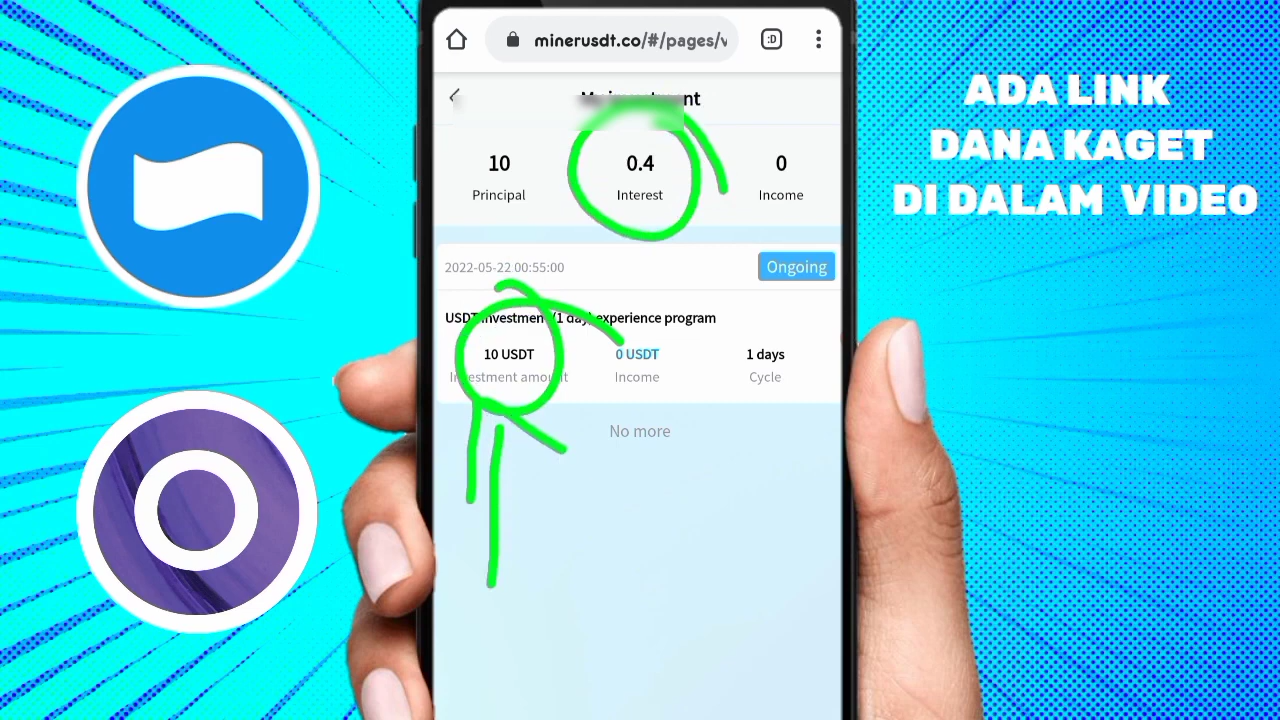 minerusdt.co/#/pages/v
:D
My investment
10
0.4
0
Principal
Interest
Income
2022-05-22 00:55:00
Ongoing
USDT investment (1 day) experience program
10 USDT
0 USDT
1 days
Investment amount
Income
Cycle
No more
ADA LINK
DANA KAGET
DI DALAM VIDEO